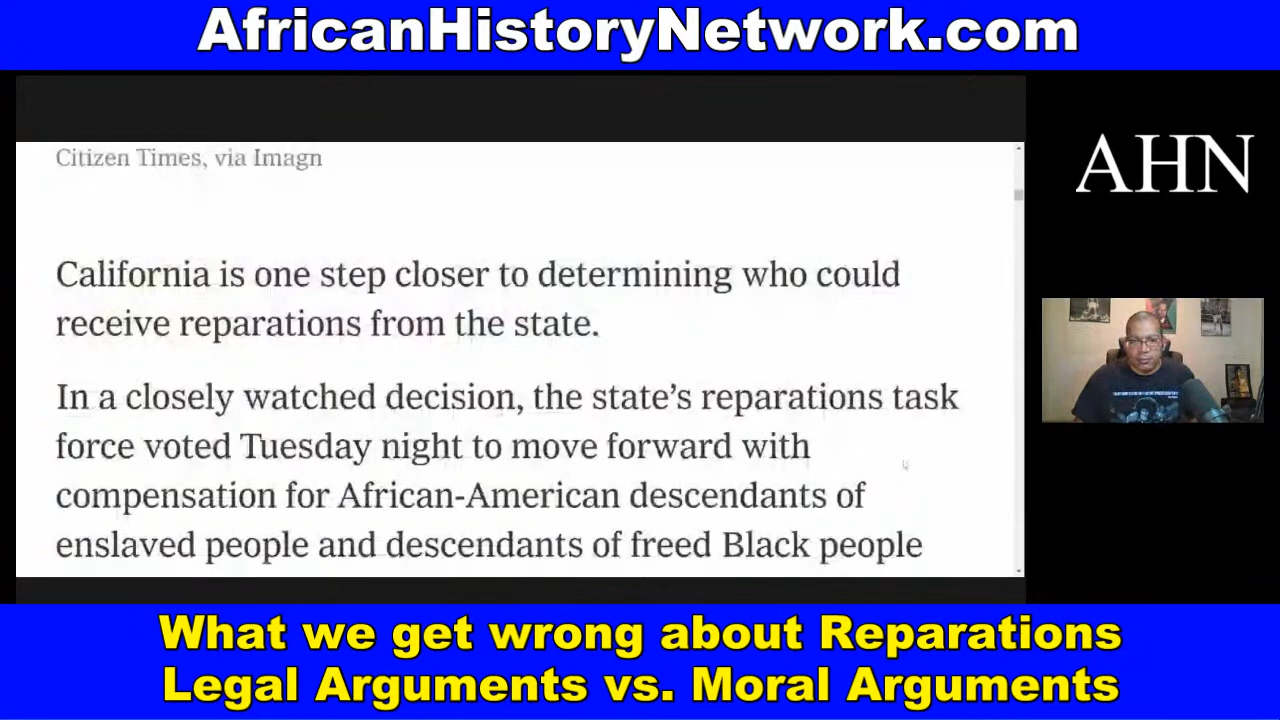 AfricanHistoryNetwork.com
Citizen Times, via Imagn
California is one step closer to determining who could
receive reparations from the state.
In a closely watched decision, the state’s reparations task
force voted Tuesday night to move forward with
compensation for African-American descendants of
enslaved people and descendants of freed Black people
AHN
What we get wrong about Reparations
Legal Arguments vs. Moral Arguments